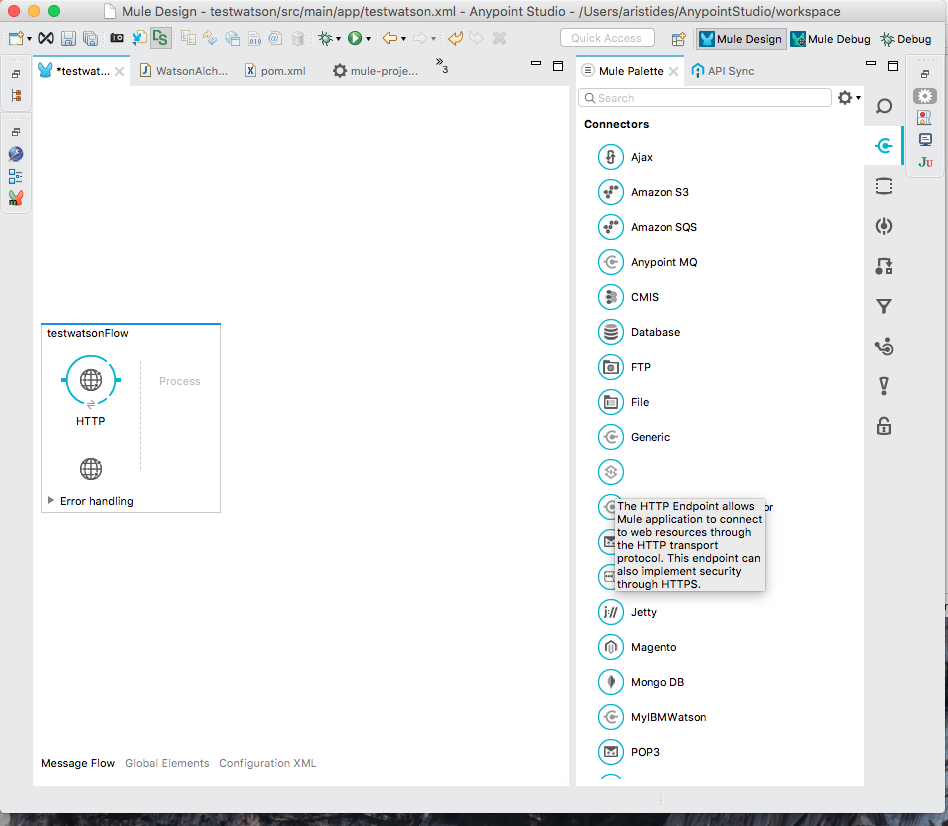 Mule Design - testwatson/src/main/app/testwatson.xml - Anypoint Studio - /Users/aristides/AnypointStudio/workspace
Quick Access
Mule Design
Mule Debug
Debug
*testwat...
WatsonAlch...
pom.xml
mule-proje...
»3
Mule Palette
API Sync
Search
Connectors
Ajax
Amazon S3
Amazon SQS
Anypoint MQ
CMIS
Database
FTP
File
Generic
The HTTP Endpoint allows
Mule application to connect
to web resources through
the HTTP transport
protocol. This endpoint can
also implement security
through HTTPS.
or
Jetty
Magento
Mongo DB
MyIBMWatson
POP3
testwatsonFlow
Process
HTTP
Error handling
Message Flow
Global Elements
Configuration XML